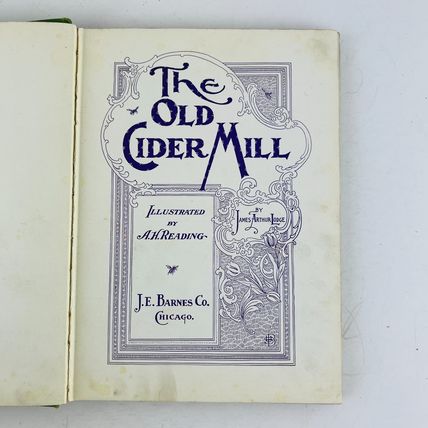 The
Old
Cider Mill
By
James Arthur Lodge
Illustrated
by
A.H. Reading
J.E. Barnes Co.
Chicago.